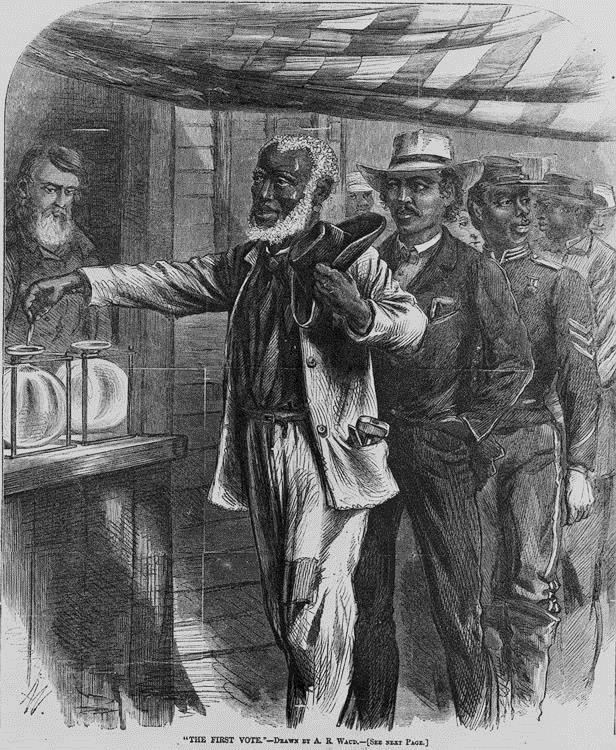 "THE FIRST VOTE."—Drawn by A. R. Waud.—[See next Page.]